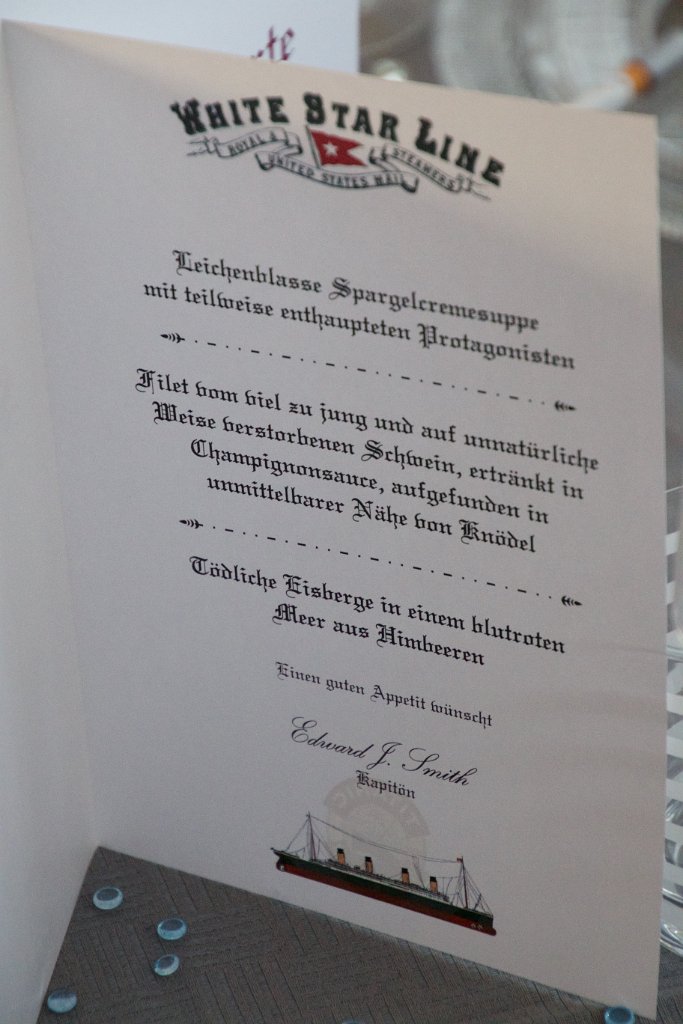 WHITE STAR LINE
ROYAL & UNITED STATES MAIL STEAMERS
Leichenblasse Spargelcremesuppe
mit teilweise enthaupteten Protagonisten
Filet vom viel zu jung und auf unnatürliche
Weise verstorbenen Schwein, ertränkt in
Champignonsauce, aufgefunden in
unmittelbarer Nähe von Knödel
Tödliche Eisberge in einem blutroten
Meer aus Himbeeren
Einen guten Appetit wünscht
Edward J. Smith
Kapitön